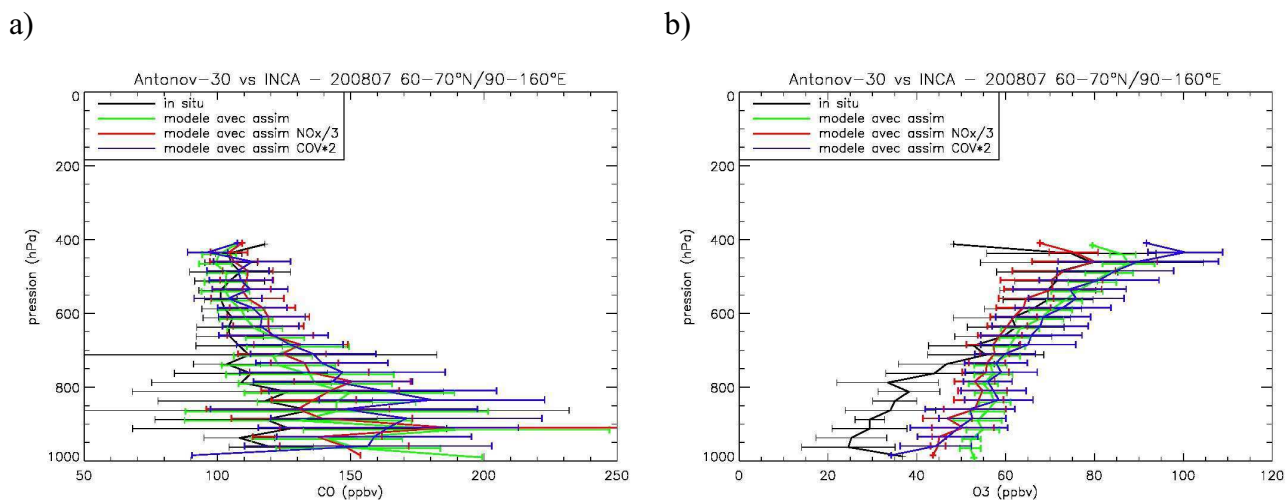 a)
b)
Antonov-30 vs INCA - 200807 60-70°N/90-160°E
in situ
modele avec assim
modele avec assim NOx/3
modele avec assim COV*2
0
200
400
600
800
1000
pression (hPa)
50
100
150
200
250
CO (ppbv)
Antonov-30 vs INCA - 200807 60-70°N/90-160°E
in situ
modele avec assim
modele avec assim NOx/3
modele avec assim COV*2
0
200
400
600
800
1000
pression (hPa)
0
20
40
60
80
100
120
O3 (ppbv)